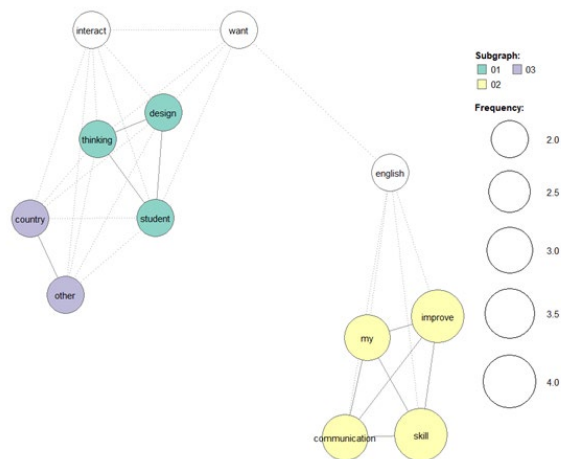 interact
want
design
thinking
english
country
student
other
improve
my
communication
skill
Subgraph:
01 03
02
Frequency:
2.0
2.5
3.0
3.5
4.0